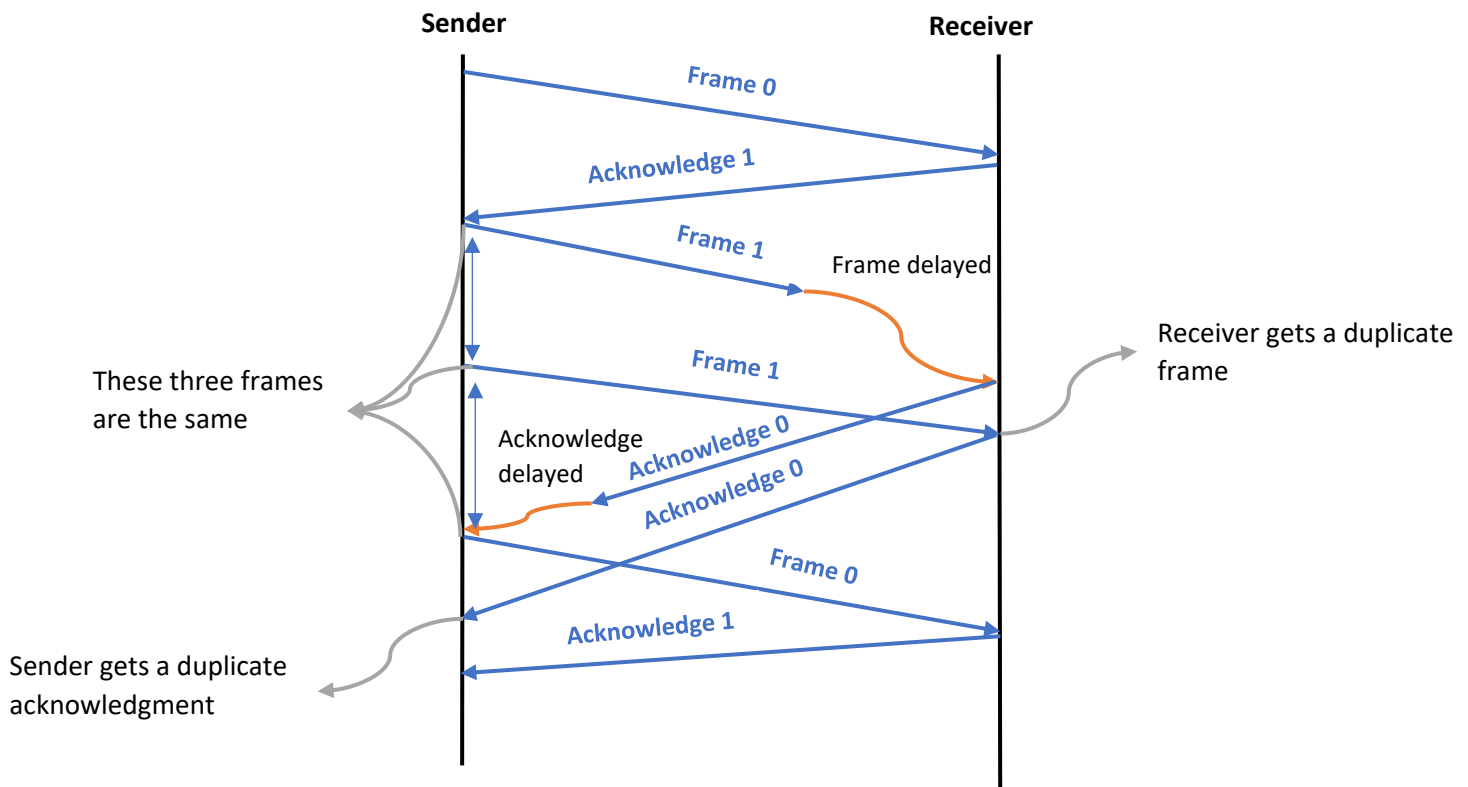 Sender
Receiver
Frame 0
Acknowledge 1
Frame 1
Frame delayed
Receiver gets a duplicate
frame
Frame 1
These three frames
are the same
Acknowledge
delayed
Acknowledge 0
Acknowledge 0
Frame 0
Acknowledge 1
Sender gets a duplicate
acknowledgment